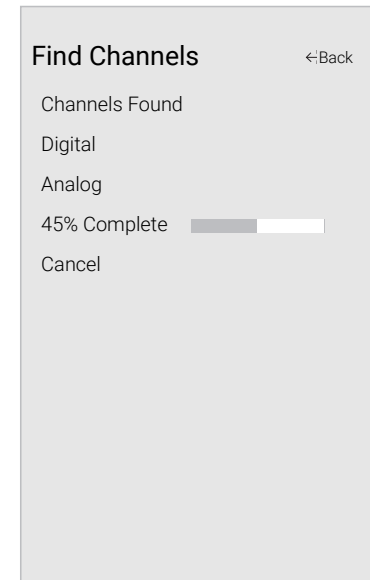 Find Channels ←Back
Channels Found
Digital
Analog
45% Complete
Cancel